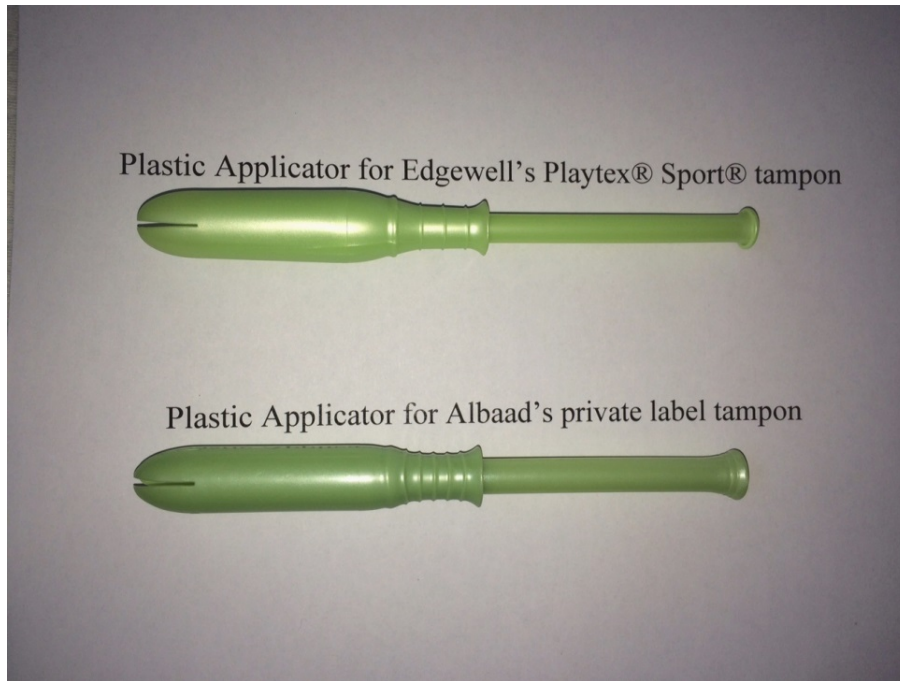 Plastic Applicator for Edgewell's Playtex® Sport® tampon
Plastic Applicator for Albaad's private label tampon